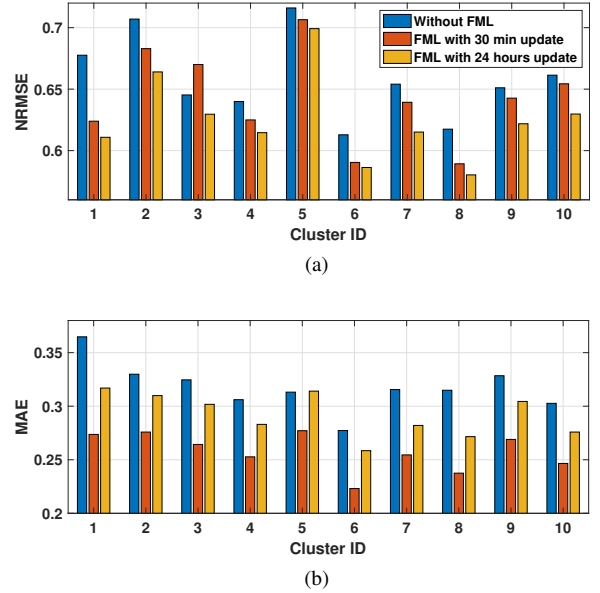 Without FML
FML with 30 min update
FML with 24 hours update
NRMSE
0.7
0.65
0.6
1 2 3 4 5 6 7 8 9 10
Cluster ID
(a)
MAE
0.35
0.3
0.25
0.2
1 2 3 4 5 6 7 8 9 10
Cluster ID
(b)